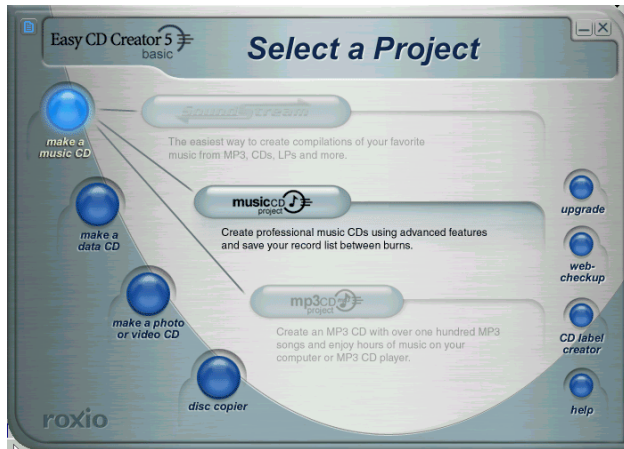 Easy CD Creator 5
basic
Select a Project
make a
music CD
SoundStream
The easiest way to create compilations of your favorite
music from MP3, CDs, LPs and more.
musicCD
project
Create professional music CDs using advanced features
and save your record list between burns.
make a
data CD
mp3CD
project
Create an MP3 CD with over one hundred MP3
songs and enjoy hours of music on your
computer or MP3 CD player.
make a photo
or video CD
disc copier
upgrade
web-
checkup
CD label
creator
help
roxio